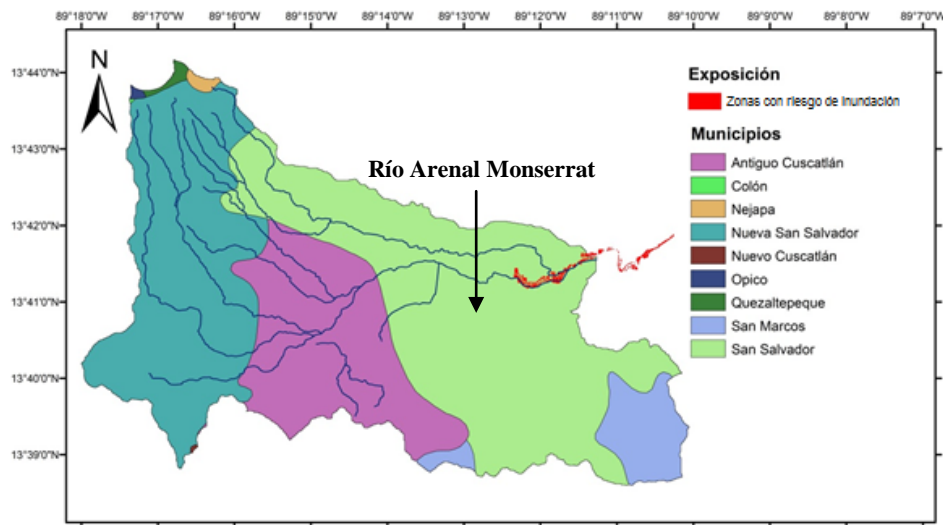 89°18'0"W 89°17'0"W 89°16'0"W 89°15'0"W 89°14'0"W 89°13'0"W 89°12'0"W 89°11'0"W 89°10'0"W 89°9'0"W 89°8'0"W 89°7'0"W
N
13°44'0"N
13°43'0"N
13°42'0"N
13°41'0"N
13°40'0"N
13°39'0"N
Río Arenal Monserrat
Exposición
Zonas con riesgo de inundación
Municipios
Antiguo Cuscatlán
Colón
Nejapa
Nueva San Salvador
Nuevo Cuscatlán
Opico
Quezaltepeque
San Marcos
San Salvador